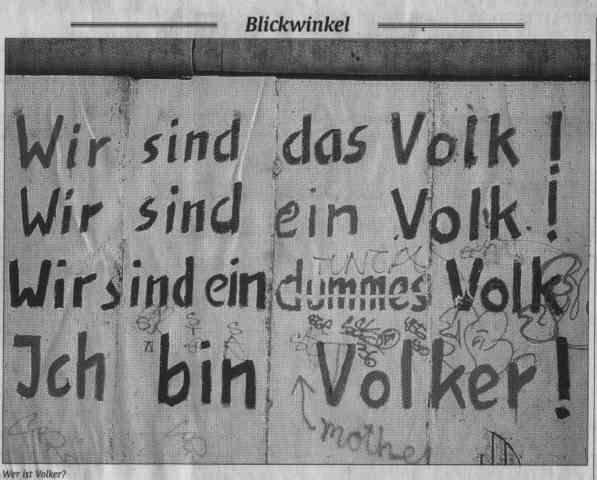 Blickwinkel
Wir sind das Volk!
Wir sind ein Volk!
Wir sind ein dummes Volk
Ich bin Volker!
Wer ist Volker?